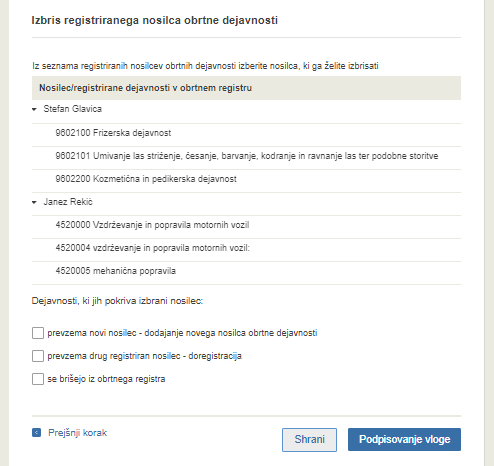 Izbris registriranega nosilca obrtne dejavnosti
Iz seznama registriranih nosilcev obrtnih dejavnosti izberite nosilca, ki ga želite izbrisati
Nosilec/registrirane dejavnosti v obrtnem registru
Stefan Glavica
9602100 Frizerska dejavnost
9602101 Umivanje las striženje, česanje, barvanje, kodranje in ravnanje las ter podobne storitve
9602200 Kozmetična in pedikerska dejavnost
Janez Rekič
4520000 Vzdrževanje in popravila motornih vozil
4520004 vzdrževanje in popravila motornih vozil:
4520005 mehanična popravila
Dejavnosti, ki jih pokriva izbrani nosilec:
prevzema novi nosilec - dodajanje novega nosilca obrtne dejavnosti
prevzema drug registriran nosilec - doregistracija
se brišejo iz obrtnega registra
Prejšnji korak
Shrani
Podpisovanje vloge